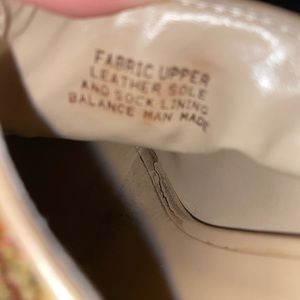 FABRIC UPPER
LEATHER SOLE
AND SOCK LINING
BALANCE MAN MADE